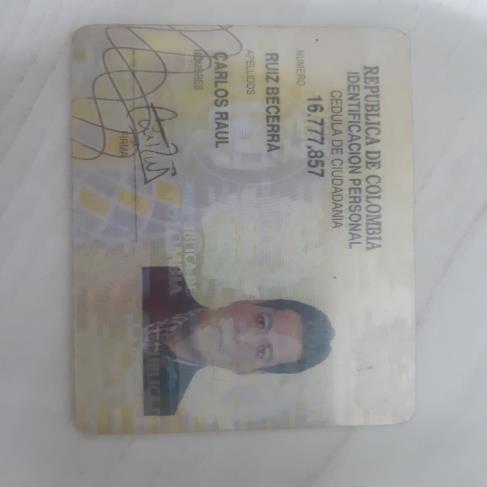 REPUBLICA DE COLOMBIA
IDENTIFICACION PERSONAL
CEDULA DE CIUDADANIA
NUMERO 16.777.857
RUIZ BECERRA
APELLIDOS
CARLOS RAUL
NOMBRES
FIRMA